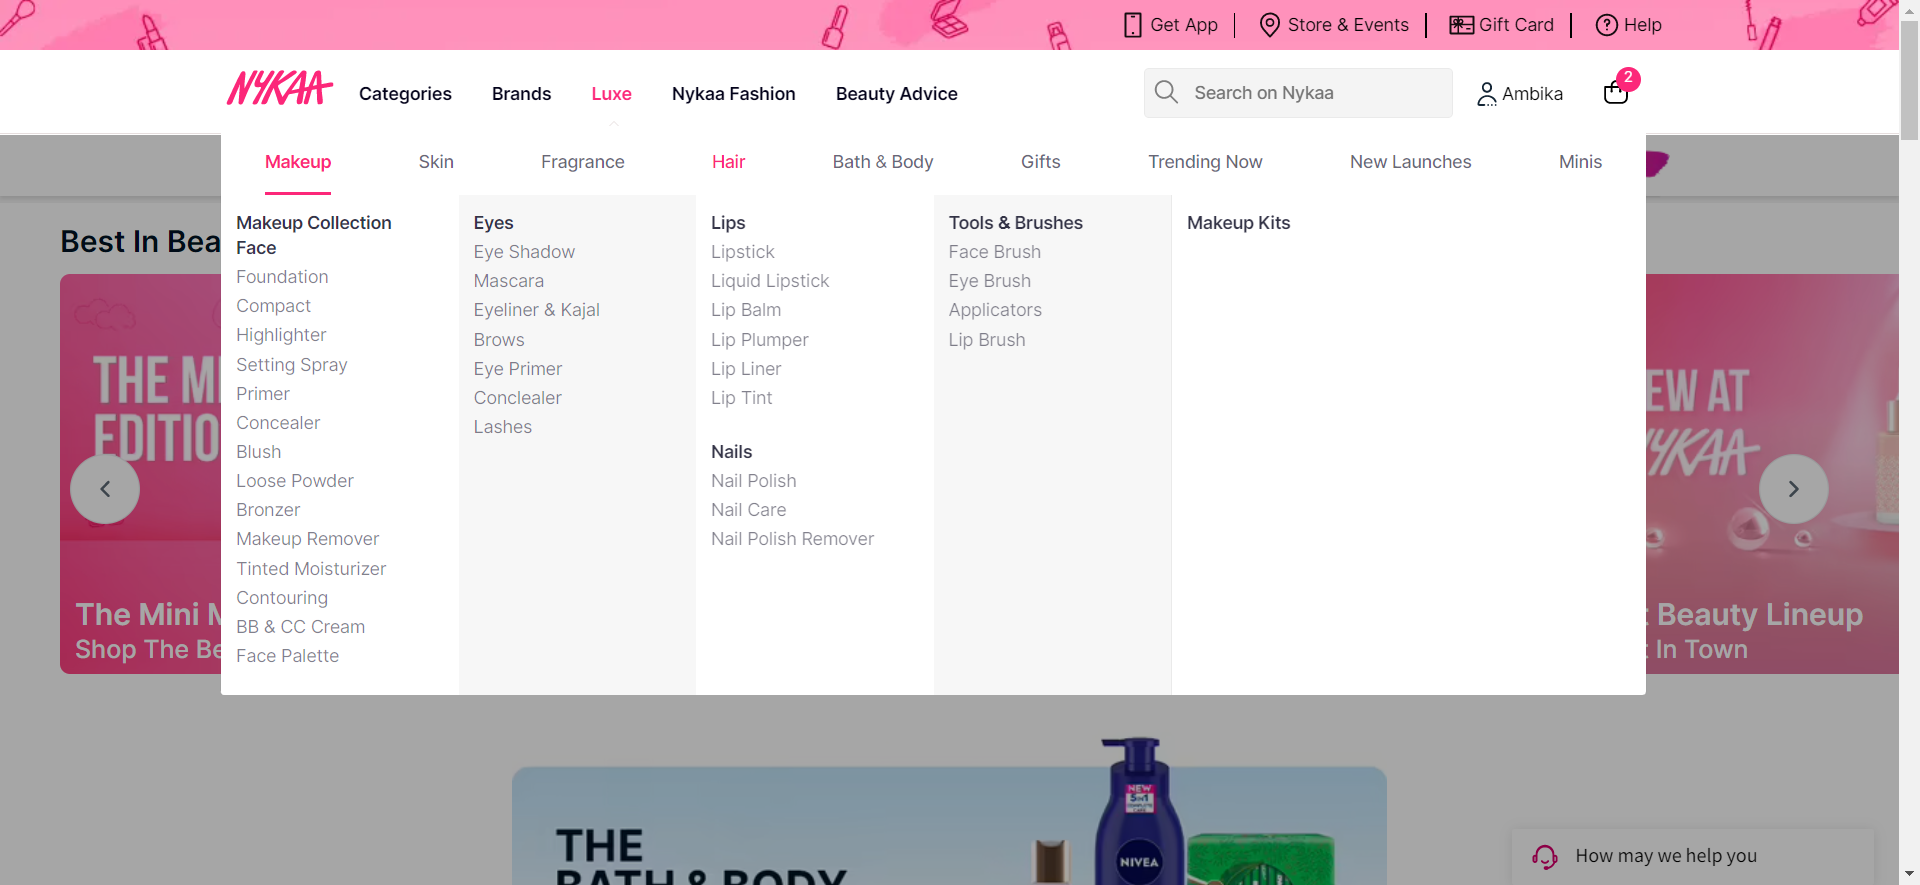 Get App
Store & Events
Gift Card
Help
NYKAA
Categories
Brands
Luxe
Nykaa Fashion
Beauty Advice
Search on Nykaa
Ambika
2
Makeup
Skin
Fragrance
Hair
Bath & Body
Gifts
Trending Now
New Launches
Minis
Best In Bea
Makeup Collection
Face
Foundation
Compact
Highlighter
Setting Spray
Primer
Concealer
Blush
Loose Powder
Bronzer
Makeup Remover
Tinted Moisturizer
Contouring
BB & CC Cream
Face Palette
Eyes
Eye Shadow
Mascara
Eyeliner & Kajal
Brows
Eye Primer
Conclealer
Lashes
Lips
Lipstick
Liquid Lipstick
Lip Balm
Lip Plumper
Lip Liner
Lip Tint
Nails
Nail Polish
Nail Care
Nail Polish Remover
Tools & Brushes
Face Brush
Eye Brush
Applicators
Lip Brush
Makeup Kits
THE MI
EDITIO
The Mini M
Shop The Be
EW AT
NYKAA
t Beauty Lineup
t In Town
THE
BATH & BODY
NEW
5in1
COMPLETE
CARE
NIVEA
How may we help you